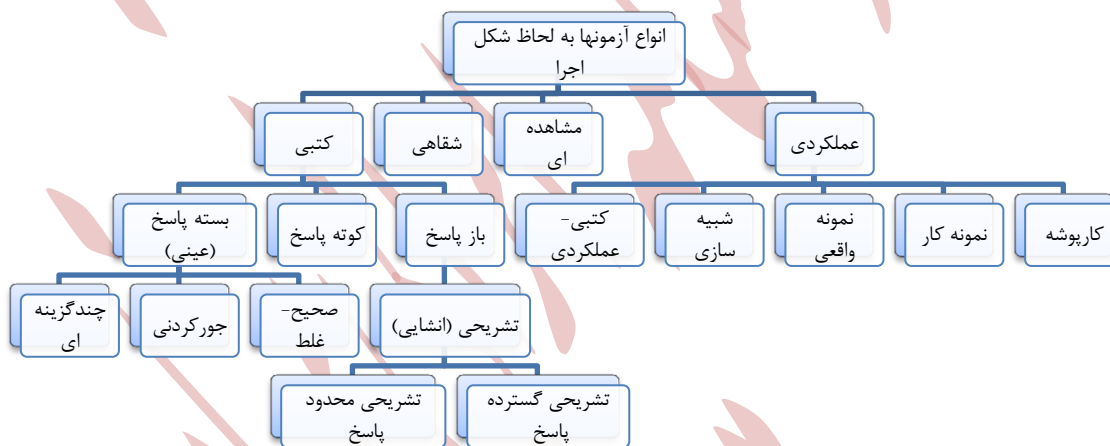 انواع آزمونها به لحاظ شکل
اجرا
عملکردی
مشاهده
ای
شقاهی
کتبی
کارپوشه
نمونه کار
نمونه
واقعی
شبیه
سازی
کتبی-
عملکردی
باز پاسخ
کوته پاسخ
بسته پاسخ
(عینی)
تشریحی (انشایی)
صحیح-
غلط
جورکردنی
چندگزینه
ای
تشریحی گسترده
پاسخ
تشریحی محدود
پاسخ